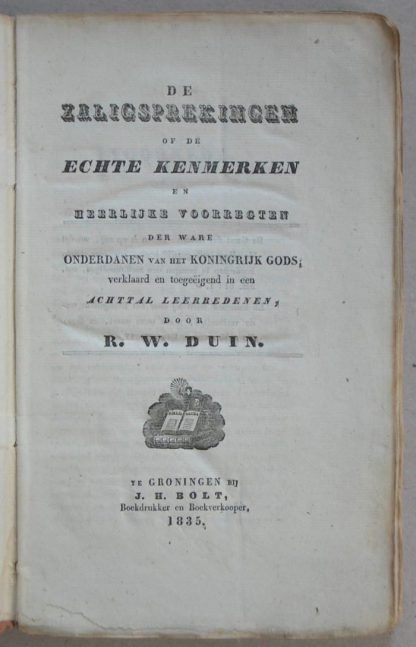 DE
ZALIGSPREKINGEN
OF DE
ECHTE KENMERKEN
EN
HEERLIJKE VOORREGTEN
DER WARE
ONDERDANEN VAN HET KONINGRIJK GODS;
verklaard en toegeëigend in een
ACHTTAL LEERREDENEN,
DOOR
R. W. DUIN.
TE GRONINGEN BIJ
J. H. BOLT,
Boekdrukker en Boekverkooper,
1835.